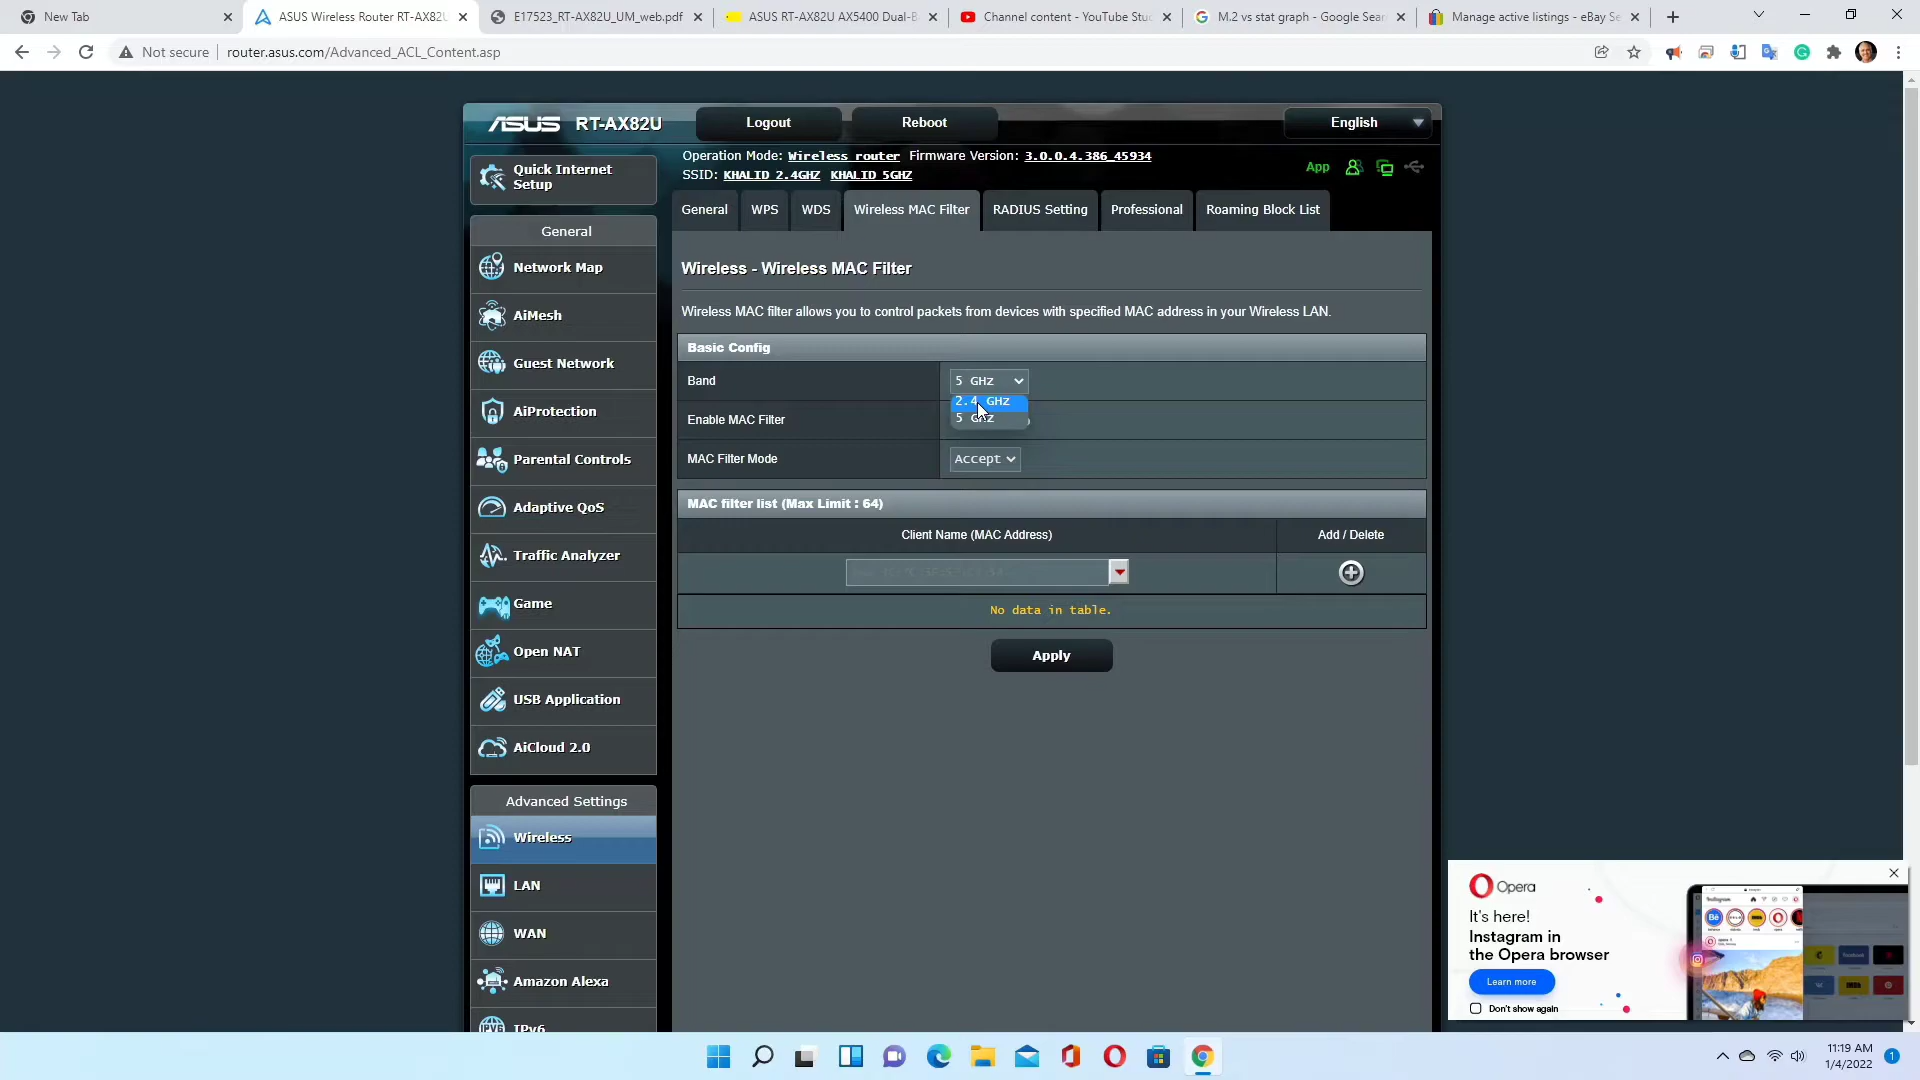 New Tab
ASUS Wireless Router RT-AX82U
E17523_RT-AX82U_UM_web.pdf
ASUS RT-AX82U AX5400 Dual-B
Channel content - YouTube Stu
M.2 vs stat graph - Google Sear
Manage active listings - eBay Se
Not secure
router.asus.com/Advanced_ACL_Content.asp
ASUS RT-AX82U
Logout
Reboot
English
Operation Mode: Wireless router Firmware Version: 3.0.0.4.386_45934
SSID: KHALID 2.4GHZ KHALID 5GHZ
App
Quick Internet
Setup
General
Network Map
AiMesh
Guest Network
AiProtection
Parental Controls
Adaptive QoS
Traffic Analyzer
Game
Open NAT
USB Application
AiCloud 2.0
Advanced Settings
Wireless
LAN
WAN
Amazon Alexa
IPv6
General
WPS
WDS
Wireless MAC Filter
RADIUS Setting
Professional
Roaming Block List
Wireless - Wireless MAC Filter
Wireless MAC filter allows you to control packets from devices with specified MAC address in your Wireless LAN.
Basic Config
Band
5 GHz
2.4 GHz
5 GHz
Enable MAC Filter
MAC Filter Mode
Accept
MAC filter list (Max Limit : 64)
Client Name (MAC Address)
Add / Delete
No data in table.
Apply
Opera
It's here!
Instagram in
the Opera browser
Learn more
Don't show again
11:19 AM
1/4/2022
1